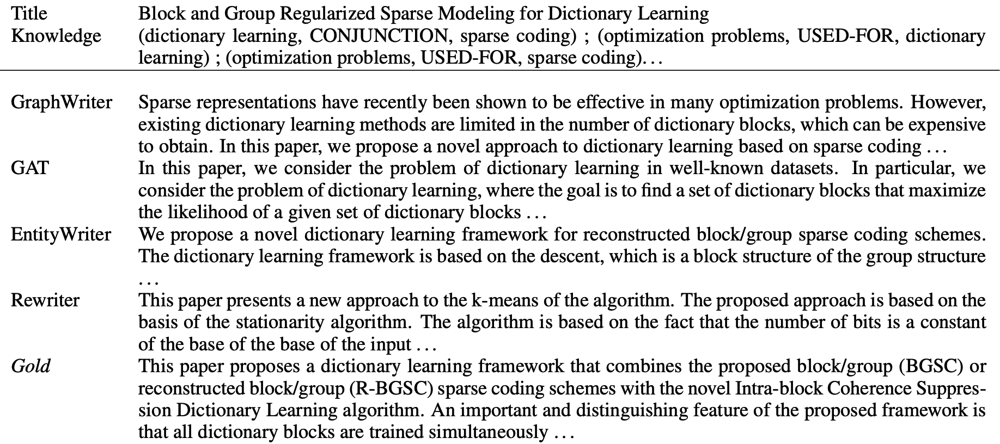 Title Block and Group Regularized Sparse Modeling for Dictionary Learning
Knowledge (dictionary learning, CONJUNCTION, sparse coding) ; (optimization problems, USED-FOR, dictionary
learning) ; (optimization problems, USED-FOR, sparse coding)...
GraphWriter Sparse representations have recently been shown to be effective in many optimization problems. However,
existing dictionary learning methods are limited in the number of dictionary blocks, which can be expensive
to obtain. In this paper, we propose a novel approach to dictionary learning based on sparse coding ...
GAT In this paper, we consider the problem of dictionary learning in well-known datasets. In particular, we
consider the problem of dictionary learning, where the goal is to find a set of dictionary blocks that maximize
the likelihood of a given set of dictionary blocks ...
EntityWriter We propose a novel dictionary learning framework for reconstructed block/group sparse coding schemes.
The dictionary learning framework is based on the descent, which is a block structure of the group structure
...
Rewriter This paper presents a new approach to the k-means of the algorithm. The proposed approach is based on the
basis of the stationarity algorithm. The algorithm is based on the fact that the number of bits is a constant
of the base of the base of the input ...
Gold This paper proposes a dictionary learning framework that combines the proposed block/group (BGSC) or
reconstructed block/group (R-BGSC) sparse coding schemes with the novel Intra-block Coherence Suppres-
sion Dictionary Learning algorithm. An important and distinguishing feature of the proposed framework is
that all dictionary blocks are trained simultaneously ...